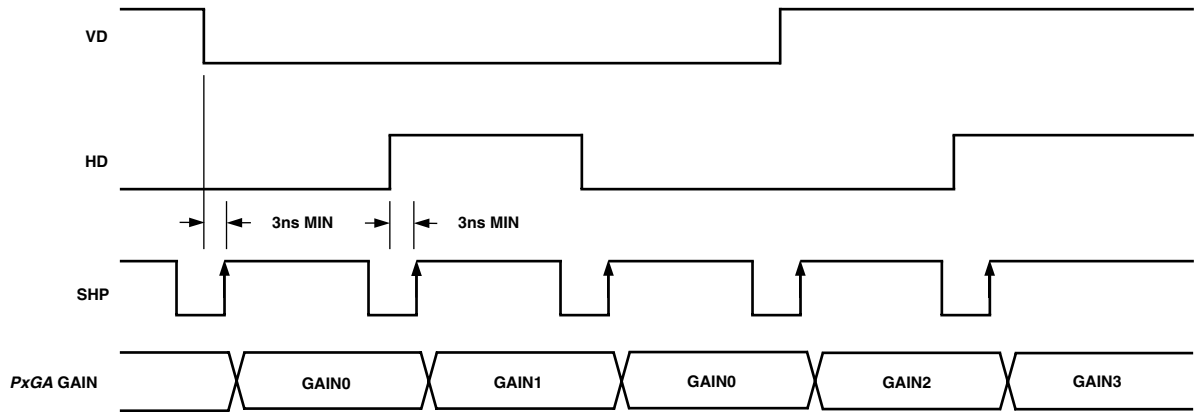 VD
HD
3ns MIN 3ns MIN
SHP
PxGA GAIN GAIN0 GAIN1 GAIN0 GAIN2 GAIN3